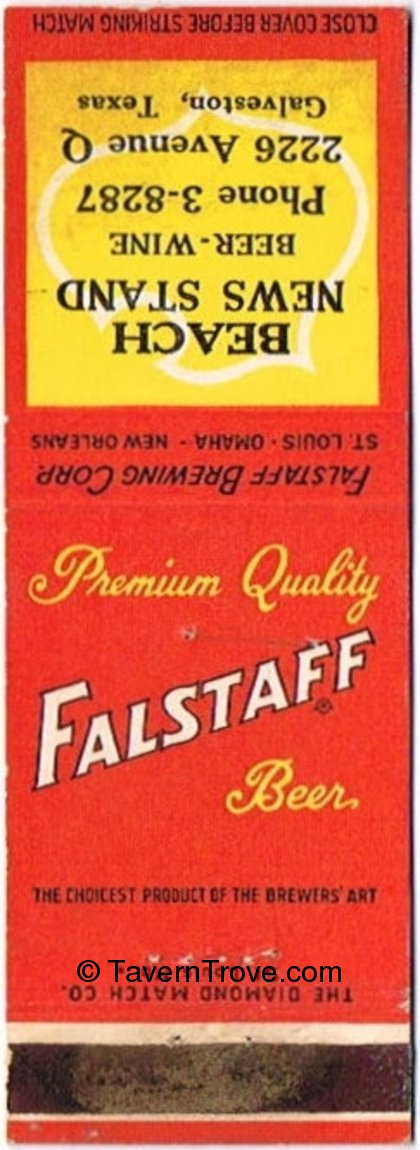 CLOSE COVER BEFORE STRIKING MATCH
BEACH
NEWS STAND
BEER-WINE
Phone 3-8287
2226 Avenue Q
Galveston, Texas
FALSTAFF BREWING CORP.
ST. LOUIS - OMAHA - NEW ORLEANS
Premium Quality
FALSTAFF®
Beer
THE CHOICEST PRODUCT OF THE BREWERS' ART
© TavernTrove.com
THE DIAMOND MATCH CO.